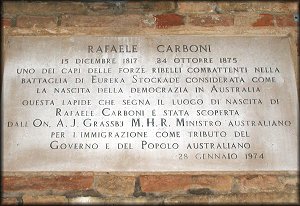 RAFAELE CARBONI
15 DICEMBRE 1817 24 OTTOBRE 1875
UNO DEI CAPI DELLE FORZE RIBELLI COMBATTENTI NELLA
BATTAGLIA DI EUREKA STOCKADE CONSIDERATA COME
LA NASCITA DELLA DEMOCRAZIA IN AUSTRALIA
QUESTA LAPIDE CHE SEGNA IL LUOGO DI NASCITA DI
RAFAELE CARBONI E STATA SCOPERTA
DALL'ON. A.J. GRASSBI M.H.R. MINISTRO AUSTRALIANO
PER L'IMMIGRAZIONE COME TRIBUTO DEL
GOVERNO E DEL POPOLO AUSTRALIANO
28 GENNAIO 1974